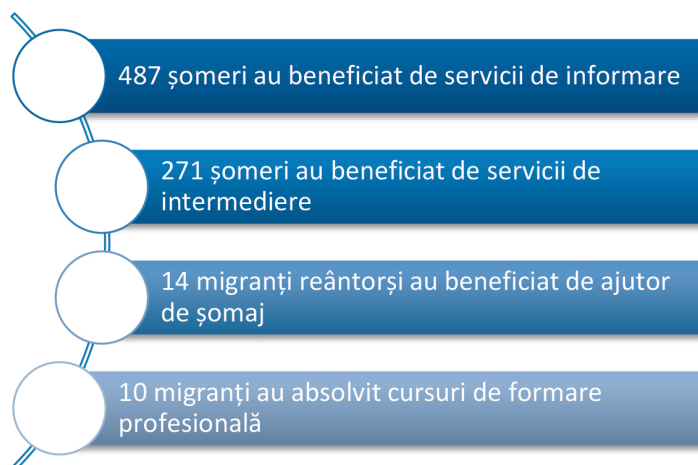 487 șomeri au beneficiat de servicii de informare
271 șomeri au beneficiat de servicii de
intermediere
14 migranți reântorși au beneficiat de ajutor
de șomaj
10 migranți au absolvit cursuri de formare
profesională